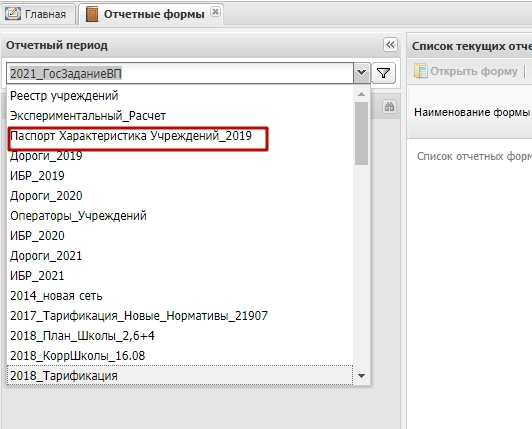 Главная
Отчетные формы
Отчетный период
Список текущих отче
2021_ГосЗаданиеВП
Открыть форму
Реестр учреждений
Экспериментальный_Расчет
Паспорт Характеристика Учреждений_2019
Наименование формы
Дороги_2019
Список отчетных форм
ИБР_2019
Дороги_2020
Операторы_Учреждений
ИБР_2020
Дороги_2021
ИБР_2021
2014_новая сеть
2017_Тарификация_Новые_Нормативы_21907
2018_План_Школы_2,6+4
2018_КоррШколы_16.08
2018_Тарификация